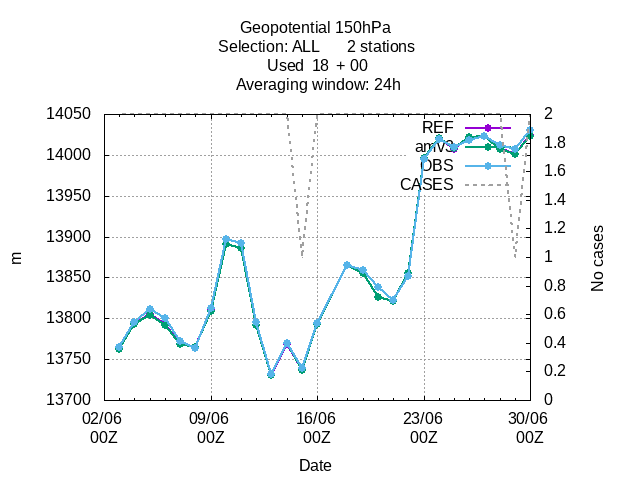 Geopotential 150hPa
Selection: ALL 2 stations
Used 18 + 00
Averaging window: 24h
14050
14000
13950
13900
13850
13800
13750
13700
m
2
1.8
1.6
1.4
1.2
1
0.8
0.6
0.4
0.2
0
No cases
REF
amv3
OBS
CASES
02/06 09/06 16/06 23/06 30/06
00Z 00Z 00Z 00Z 00Z
Date